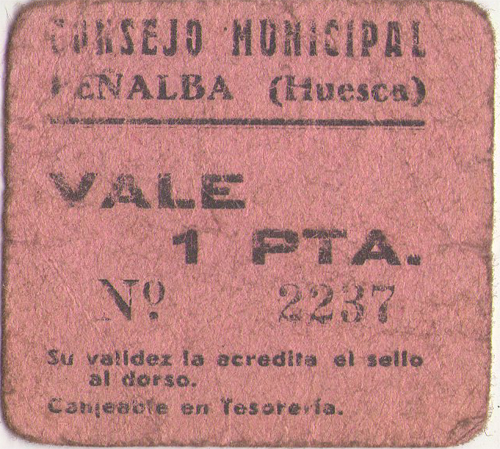 CONSEJO MUNICIPAL
PEÑALBA (Huesca)
VALE
1 PTA.
Nº 2237
Su validez la acredita el sello
al dorso.
Canjeable en Tesorería.